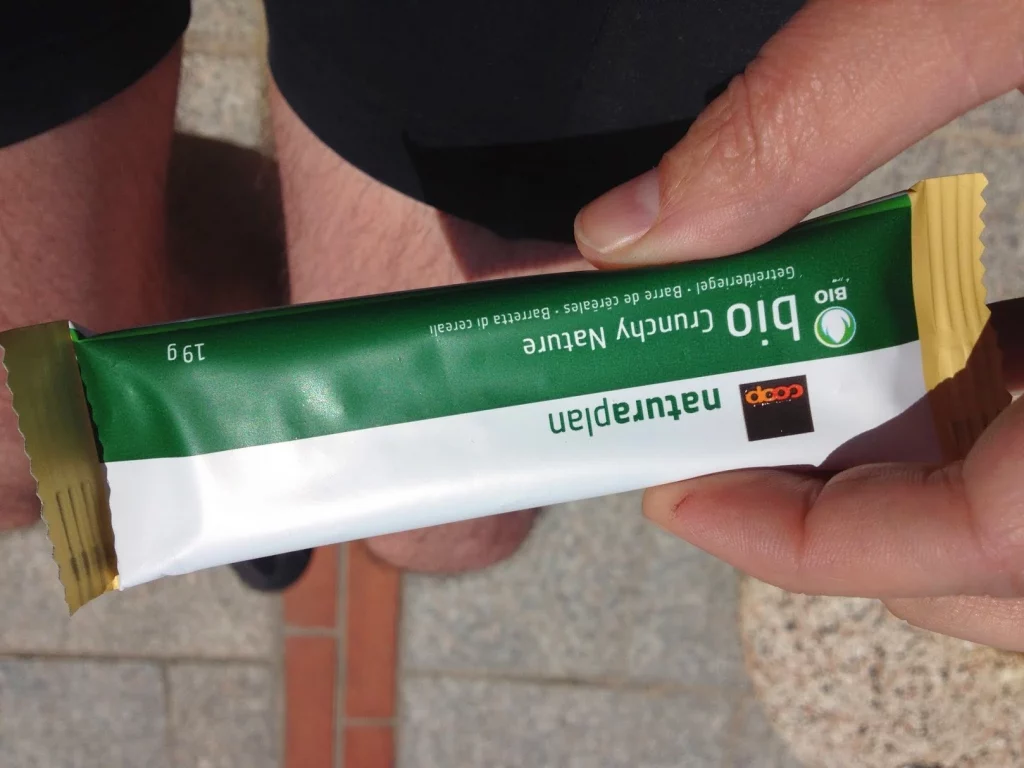 coop
naturaplan
BIO
bio Crunchy Nature
Getreideriegel • Barre de céréales • Barretta di cereali
19 g